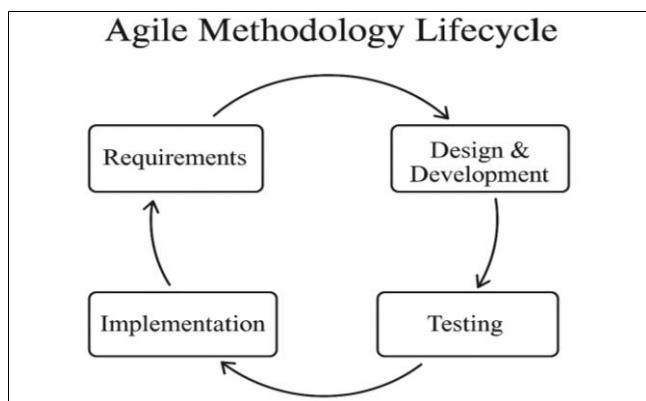 Agile Methodology Lifecycle
Requirements
Design &
Development
Implementation
Testing